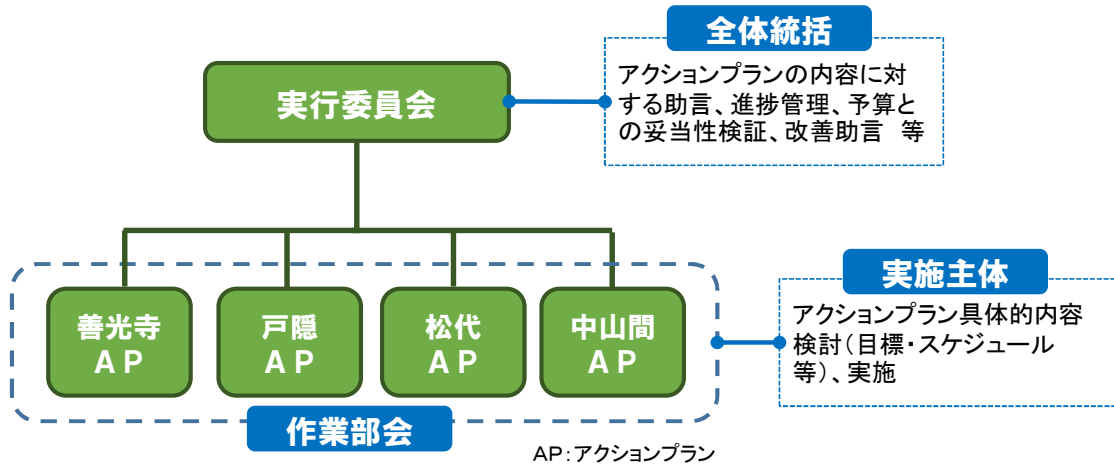 全体統括
実行委員会
アクションプランの内容に対
する助言、進捗管理、予算と
の妥当性検証、改善助言　等
実施主体
アクションプラン具体的内容
検討（目標・スケジュール
等）、実施
善光寺
ＡＰ
戸隠
ＡＰ
松代
ＡＰ
中山間
ＡＰ
作業部会
AP：アクションプラン